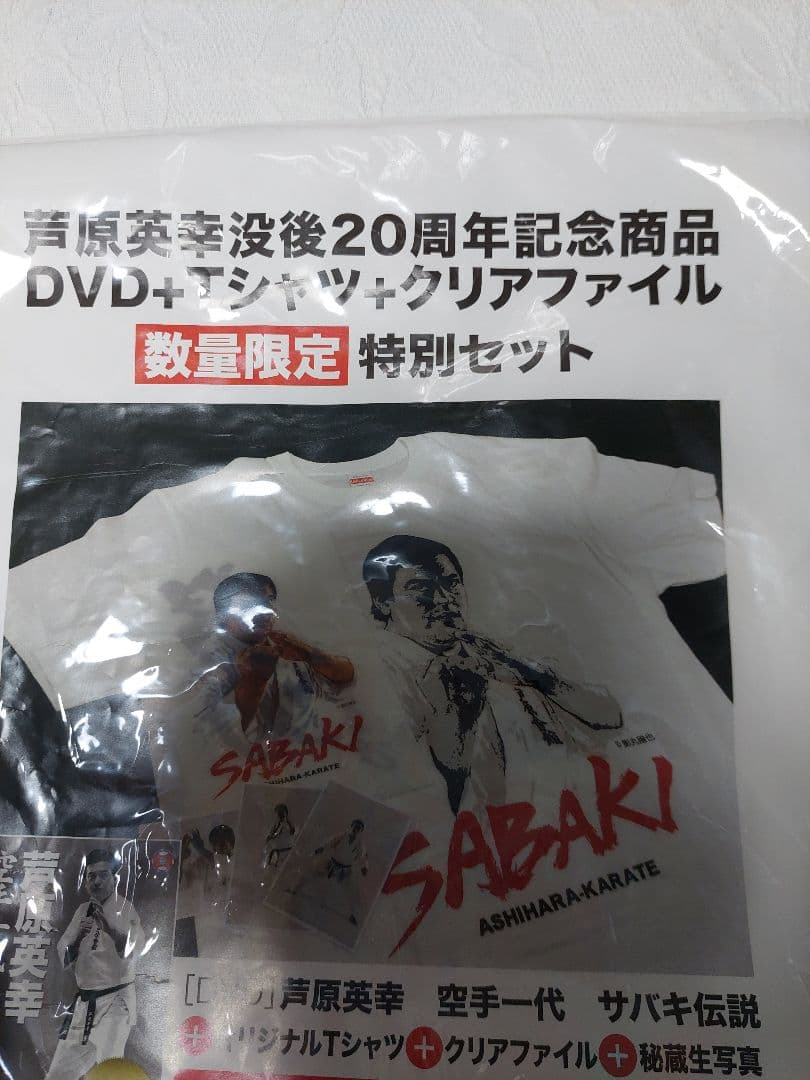 芦原英幸没後20周年記念商品
DVD+Tシャツ+クリアファイル
数量限定 特別セット
SABAKI
ASHIHARA-KARATE
SABAKI
ASHIHARA-KARATE
芦原英幸
[DVD]芦原英幸 空手一代 サバキ伝説
+オリジナルTシャツ+クリアファイル+秘蔵生写真